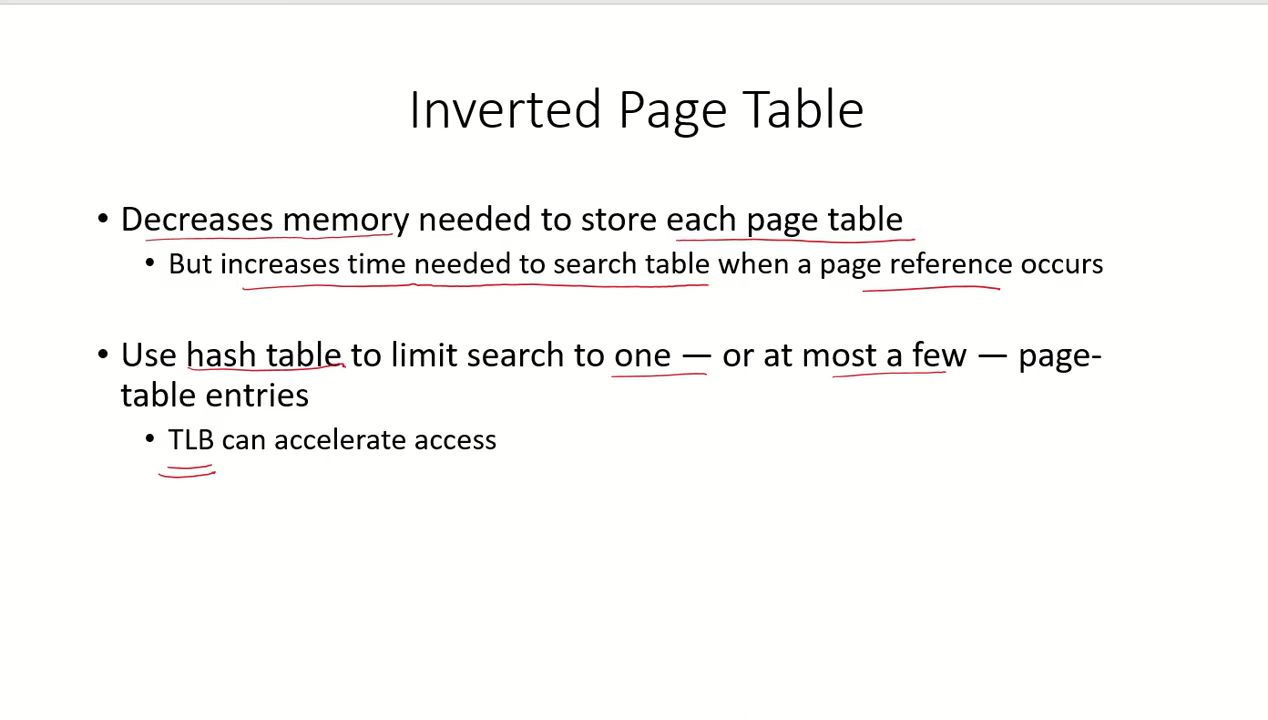 Inverted Page Table
• Decreases memory needed to store each page table
• But increases time needed to search table when a page reference occurs
• Use hash table to limit search to one — or at most a few — page-
table entries
• TLB can accelerate access